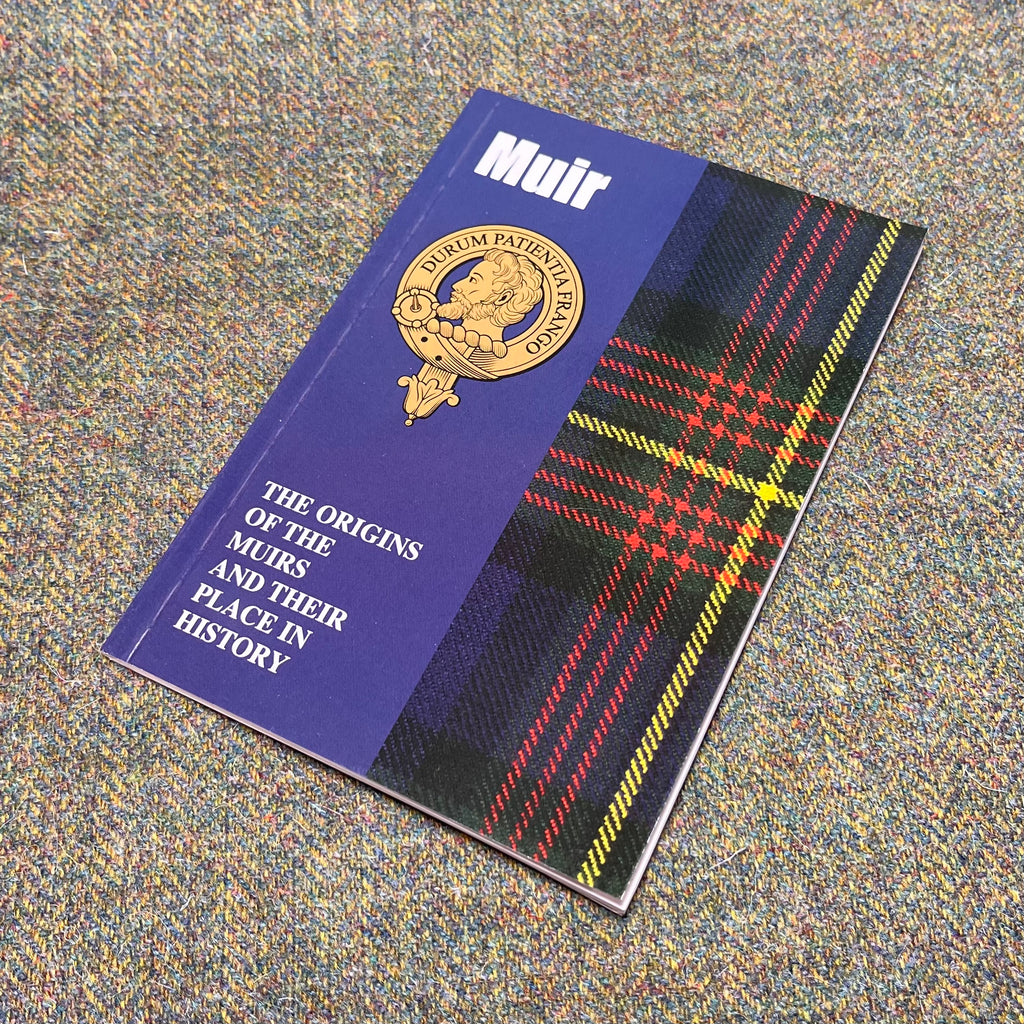 Muir
DURUM PATIENTIA FRANGO
THE ORIGINS
OF THE
MUIRS
AND THEIR
PLACE IN
HISTORY